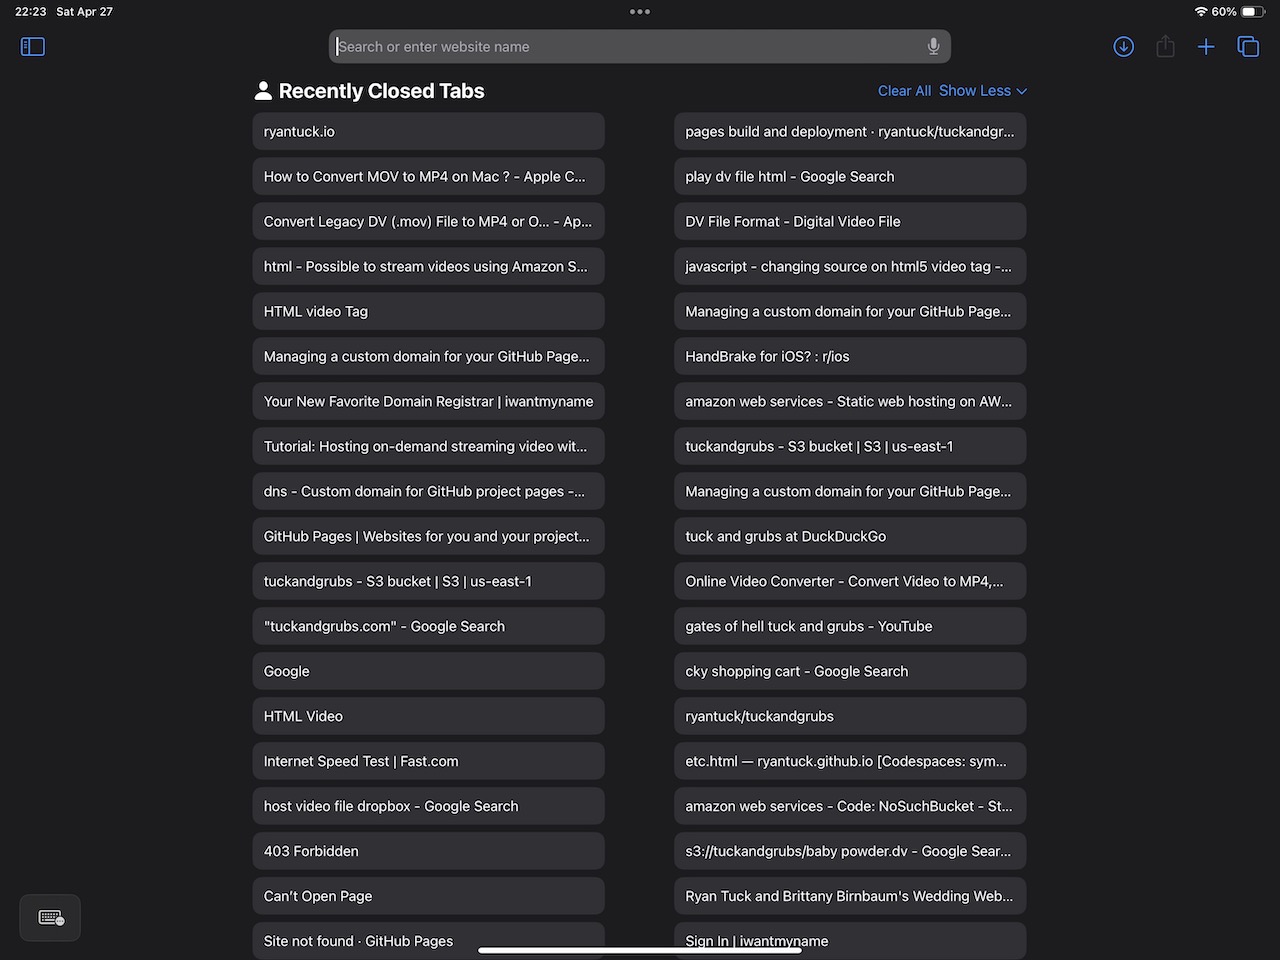 22:23 Sat Apr 27
60%
Search or enter website name
Recently Closed Tabs
Clear All Show Less
ryantuck.io
pages build and deployment · ryantuck/tuckandgr...
How to Convert MOV to MP4 on Mac ? - Apple C...
play dv file html - Google Search
Convert Legacy DV (.mov) File to MP4 or O... - Ap...
DV File Format - Digital Video File
html - Possible to stream videos using Amazon S...
javascript - changing source on html5 video tag -...
HTML video Tag
Managing a custom domain for your GitHub Page...
Managing a custom domain for your GitHub Page...
HandBrake for iOS? : r/ios
Your New Favorite Domain Registrar | iwantmyname
amazon web services - Static web hosting on AW...
Tutorial: Hosting on-demand streaming video wit...
tuckandgrubs - S3 bucket | S3 | us-east-1
dns - Custom domain for GitHub project pages -...
Managing a custom domain for your GitHub Page...
GitHub Pages | Websites for you and your project...
tuck and grubs at DuckDuckGo
tuckandgrubs - S3 bucket | S3 | us-east-1
Online Video Converter - Convert Video to MP4,...
"tuckandgrubs.com" - Google Search
gates of hell tuck and grubs - YouTube
Google
cky shopping cart - Google Search
HTML Video
ryantuck/tuckandgrubs
Internet Speed Test | Fast.com
etc.html — ryantuck.github.io [Codespaces: sym...
host video file dropbox - Google Search
amazon web services - Code: NoSuchBucket - St...
403 Forbidden
s3://tuckandgrubs/baby powder.dv - Google Sear...
Can’t Open Page
Ryan Tuck and Brittany Birnbaum's Wedding Web...
Site not found · GitHub Pages
Sign In | iwantmyname